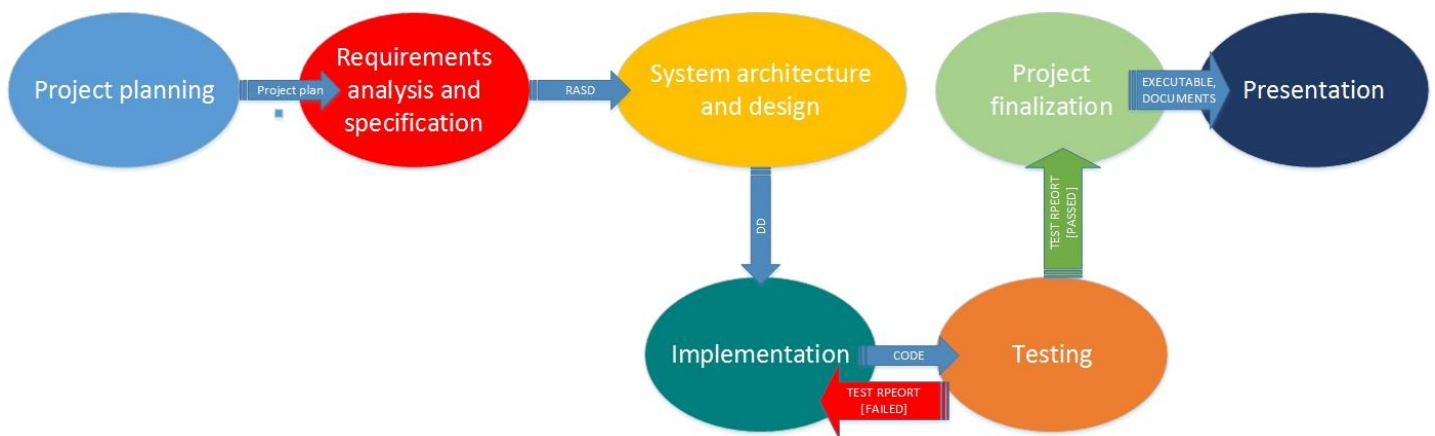 Project planning
Project plan
Requirements
analysis and
specification
RASD
System architecture
and design
DD
Implementation
CODE
TEST RPEORT
[FAILED]
Testing
TEST RPEORT
[PASSED]
Project
finalization
EXECUTABLE,
DOCUMENTS
Presentation